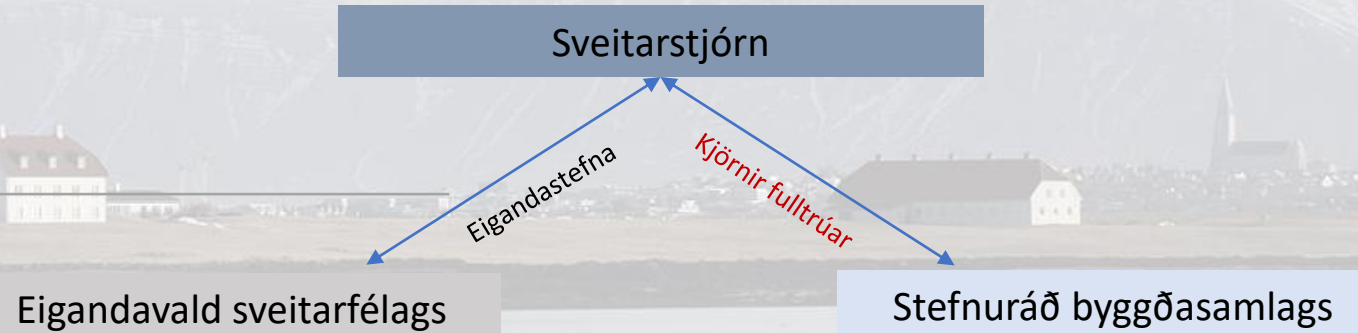 Sveitarstjórn
Eigandastefna
Kjörnir fulltrúar
Eigandavald sveitarfélags
Stefnuráð byggðasamlags